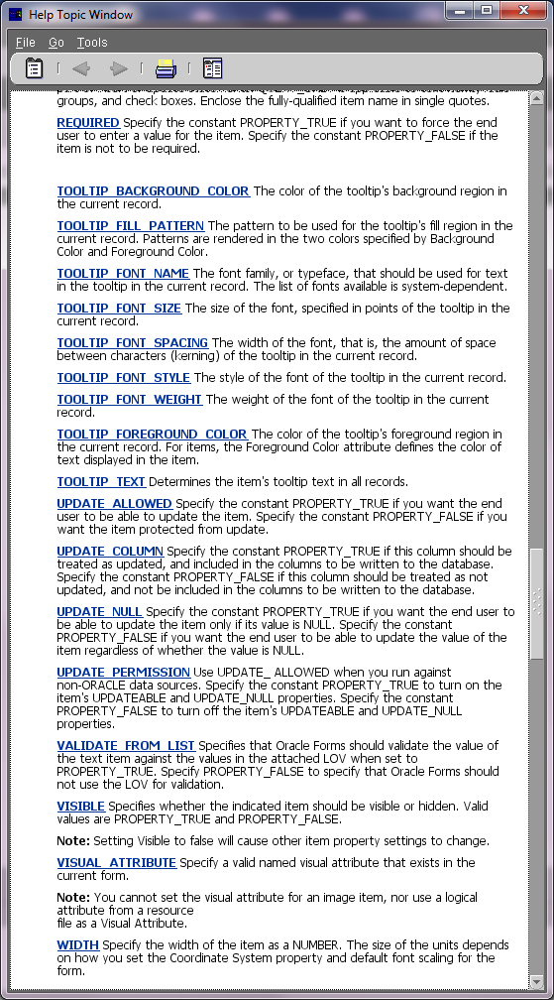 Help Topic Window
File Go Tools
groups, and check boxes. Enclose the fully-qualified item name in single quotes.
REQUIRED Specify the constant PROPERTY_TRUE if you want to force the end
user to enter a value for the item. Specify the constant PROPERTY_FALSE if the
item is not to be required.
TOOLTIP_BACKGROUND_COLOR The color of the tooltip's background region in
the current record.
TOOLTIP_FILL_PATTERN The pattern to be used for the tooltip's fill region in the
current record. Patterns are rendered in the two colors specified by Background
Color and Foreground Color.
TOOLTIP_FONT_NAME The font family, or typeface, that should be used for text
in the tooltip in the current record. The list of fonts available is system-dependent.
TOOLTIP_FONT_SIZE The size of the font, specified in points of the tooltip in the
current record.
TOOLTIP_FONT_SPACING The width of the font, that is, the amount of space
between characters (kerning) of the tooltip in the current record.
TOOLTIP_FONT_STYLE The style of the font of the tooltip in the current record.
TOOLTIP_FONT_WEIGHT The weight of the font of the tooltip in the current
record.
TOOLTIP_FOREGROUND_COLOR The color of the tooltip's foreground region in
the current record. For items, the Foreground Color attribute defines the color of
text displayed in the item.
TOOLTIP_TEXT Determines the item's tooltip text in all records.
UPDATE_ALLOWED Specify the constant PROPERTY_TRUE if you want the end
user to be able to update the item. Specify the constant PROPERTY_FALSE if you
want the item protected from update.
UPDATE_COLUMN Specify the constant PROPERTY_TRUE if this column should be
treated as updated, and included in the columns to be written to the database.
Specify the constant PROPERTY_FALSE if this column should be treated as not
updated, and not be included in the columns to be written to the database.
UPDATE_NULL Specify the constant PROPERTY_TRUE if you want the end user to
be able to update the item only if its value is NULL. Specify the constant
PROPERTY_FALSE if you want the end user to be able to update the value of the
item regardless of whether the value is NULL.
UPDATE_PERMISSION Use UPDATE_ ALLOWED when you run against
non-ORACLE data sources. Specify the constant PROPERTY_TRUE to turn on the
item's UPDATEABLE and UPDATE_NULL properties. Specify the constant
PROPERTY_FALSE to turn off the item's UPDATEABLE and UPDATE_NULL
properties.
VALIDATE_FROM_LIST Specifies that Oracle Forms should validate the value of
the text item against the values in the attached LOV when set to
PROPERTY_TRUE. Specify PROPERTY_FALSE to specify that Oracle Forms should
not use the LOV for validation.
VISIBLE Specifies whether the indicated item should be visible or hidden. Valid
values are PROPERTY_TRUE and PROPERTY_FALSE.
Note: Setting Visible to false will cause other item property settings to change.
VISUAL_ATTRIBUTE Specify a valid named visual attribute that exists in the
current form.
Note: You cannot set the visual attribute for an image item, nor use a logical
attribute from a resource
file as a Visual Attribute.
WIDTH Specify the width of the item as a NUMBER. The size of the units depends
on how you set the Coordinate System property and default font scaling for the
form.